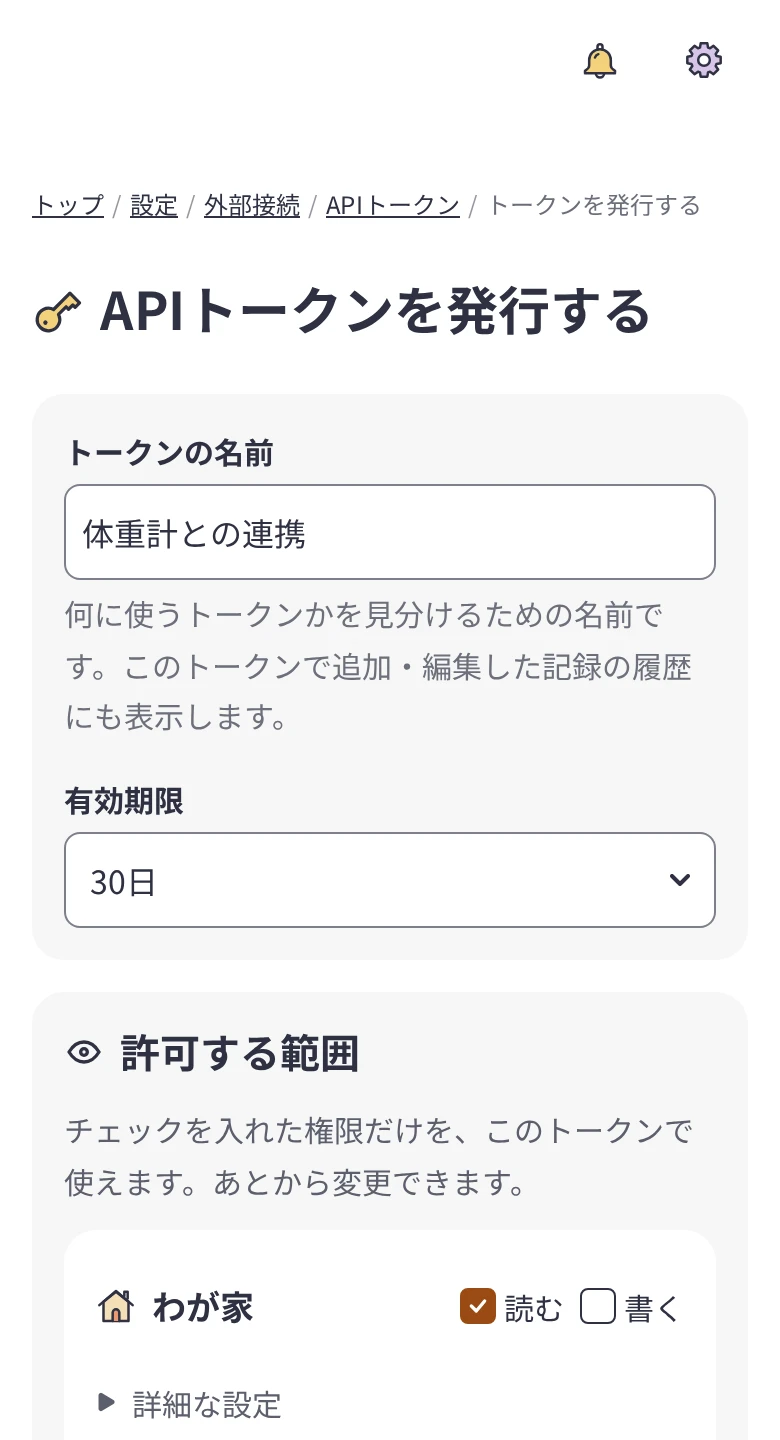 トップ / 設定 / 外部接続 / APIトークン / トークンを発行する
APIトークンを発行する
トークンの名前
体重計との連携
何に使うトークンかを見分けるための名前で
す。このトークンで追加・編集した記録の履歴
にも表示します。
有効期限
30日
許可する範囲
チェックを入れた権限だけを、このトークンで
使えます。あとから変更できます。
わが家 読む 書く
詳細な設定